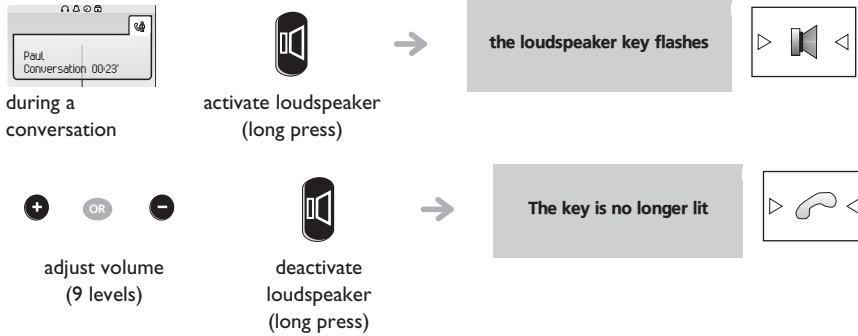 Paul
Conversation 00:23'
during a
conversation
activate loudspeaker
(long press)
the loudspeaker key flashes
OR
adjust volume
(9 levels)
deactivate
loudspeaker
(long press)
The key is no longer lit